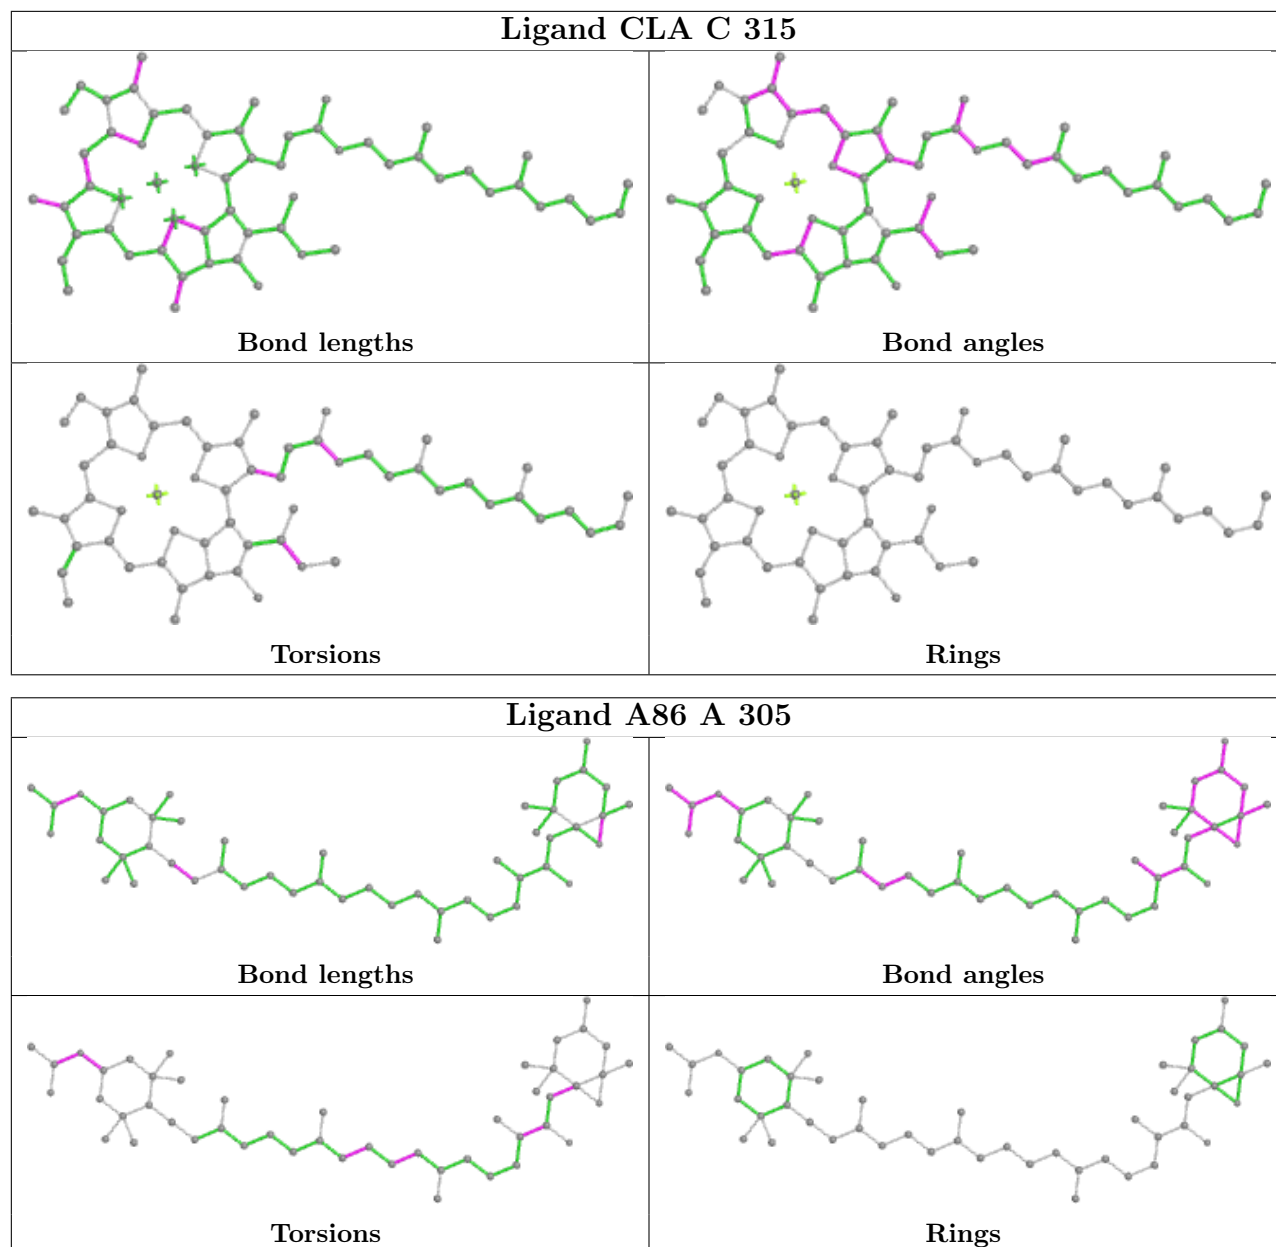 Ligand CLA C 315
Bond lengths
Bond angles
Torsions
Rings
Ligand A86 A 305
Bond lengths
Bond angles
Torsions
Rings